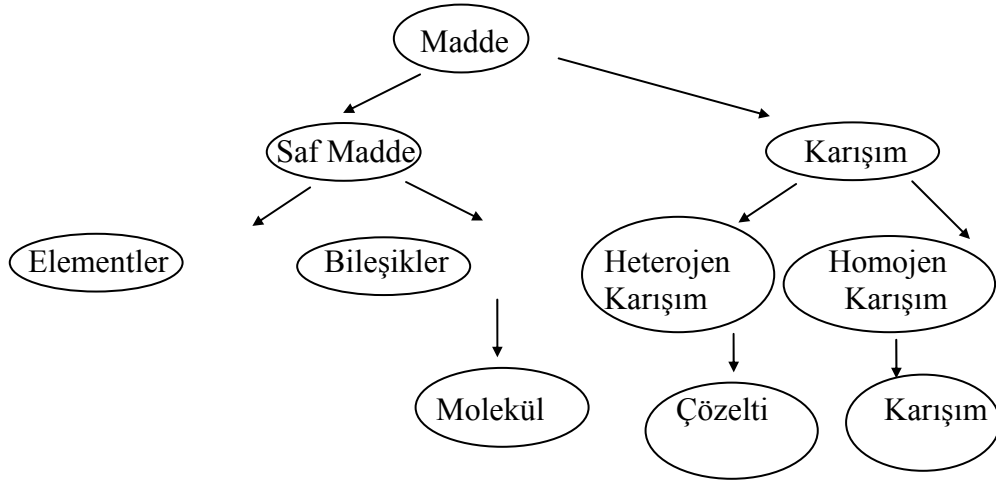 Madde
Saf Madde
Karışım
Elementler
Bileşikler
Heterojen
Karışım
Homojen
Karışım
Molekül
Çözelti
Karışım